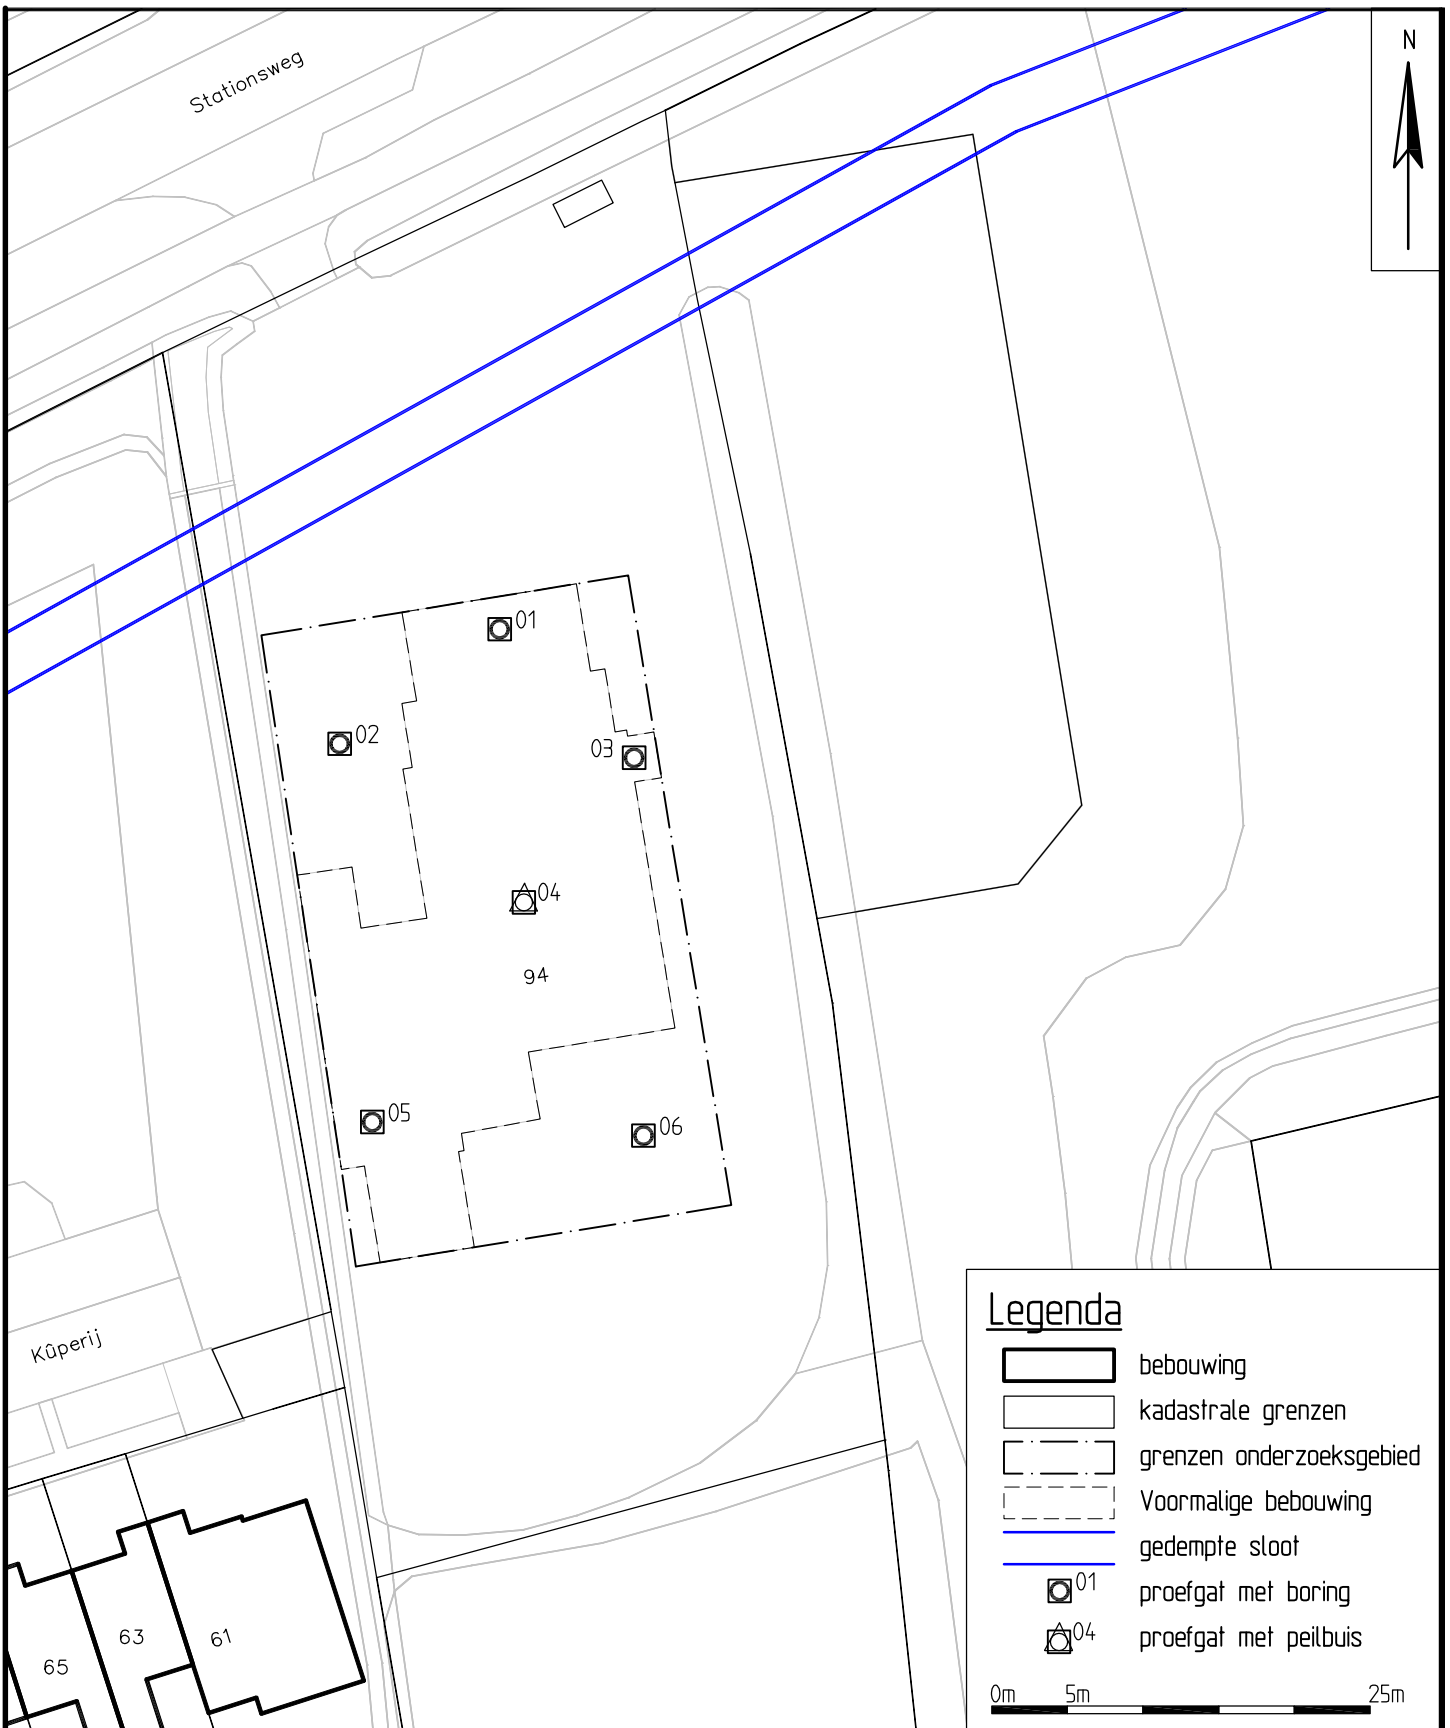 Stationsweg
N
01
02
03
04
94
05
06
Kûperij
65
63
61
Legenda
bebouwing
kadastrale grenzen
grenzen onderzoeksgebied
Voormalige bebouwing
gedempte sloot
01 proefgat met boring
04 proefgat met peilbuis
0m 5m 25m